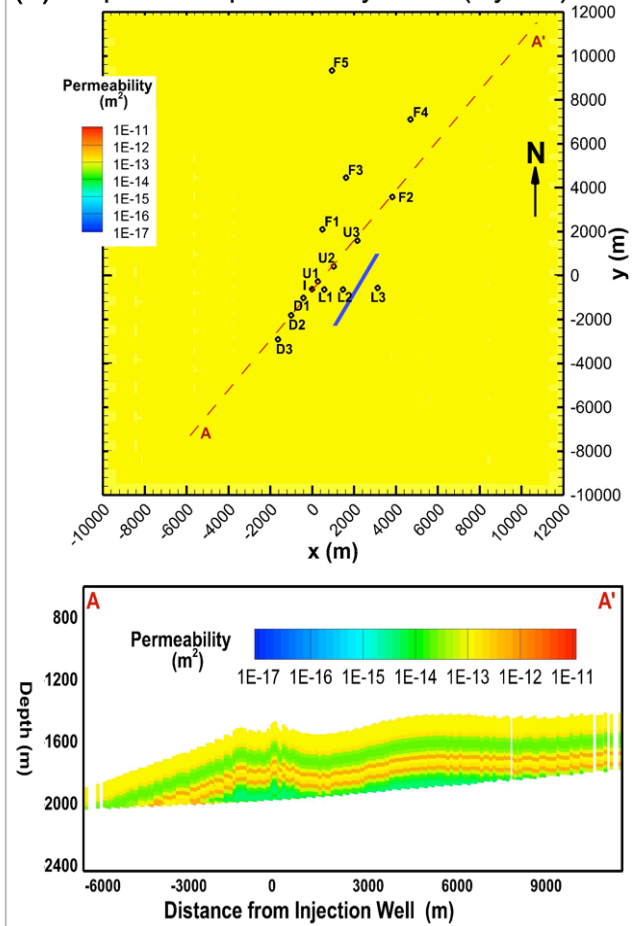 Permeability
(m²)
1E-11
1E-12
1E-13
1E-14
1E-15
1E-16
1E-17
A'
F5
F4
N
F3
F2
F1
U3
U2
U1
I
L1
L2
L3
D1
D2
D3
A
12000
10000
8000
6000
4000
2000
0
-2000
-4000
-6000
-8000
-10000
y (m)
-10000
-8000
-6000
-4000
-2000
0
2000
4000
6000
8000
10000
12000
x (m)
A
A'
Permeability
(m²)
1E-17 1E-16 1E-15 1E-14 1E-13 1E-12 1E-11
800
1200
1600
2000
2400
Depth (m)
-6000 -3000 0 3000 6000 9000
Distance from Injection Well (m)